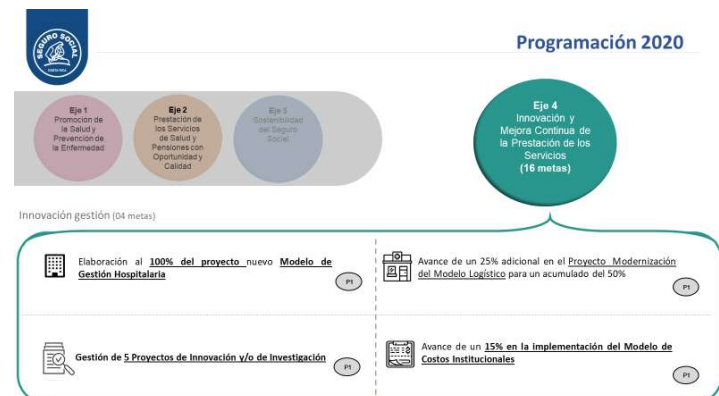 SEGURO SOCIAL
COSTA RICA
Programación 2020
Eje 1
Promoción de
la Salud y
Prevención de
la Enfermedad
Eje 2
Prestación de
los Servicios
de Salud y
Pensiones con
Oportunidad y
Calidad
Eje 3
Sostenibilidad
del Seguro
Social
Eje 4
Innovación y
Mejora Continua de
la Prestación de los
Servicios
(16 metas)
Innovación gestión (04 metas)
Elaboración al 100% del proyecto nuevo Modelo de
Gestión Hospitalaria
P1
Avance de un 25% adicional en el Proyecto Modernización
del Modelo Logístico para un acumulado del 50%
P1
Gestión de 5 Proyectos de Innovación y/o de Investigación
P1
Avance de un 15% en la implementación del Modelo de
Costos Institucionales
P1